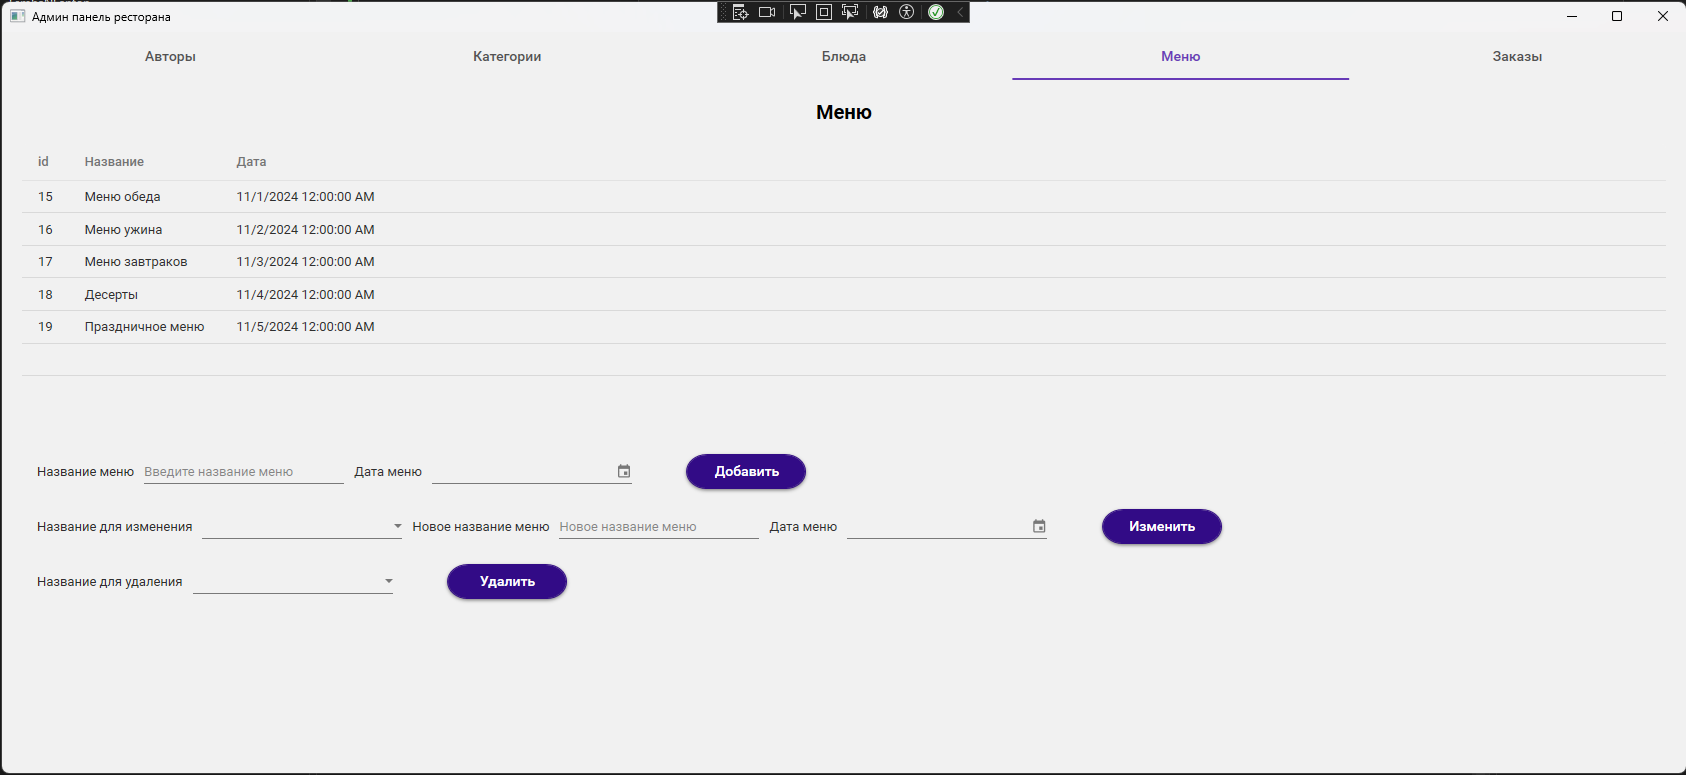 Админ панель ресторана
Авторы Категории Блюда Меню Заказы
Меню
id Название Дата
15 Меню обеда 11/1/2024 12:00:00 AM
16 Меню ужина 11/2/2024 12:00:00 AM
17 Меню завтраков 11/3/2024 12:00:00 AM
18 Десерты 11/4/2024 12:00:00 AM
19 Праздничное меню 11/5/2024 12:00:00 AM
Название меню Введите название меню Дата меню Добавить
Название для изменения Новое название меню Новое название меню Дата меню Изменить
Название для удаления Удалить